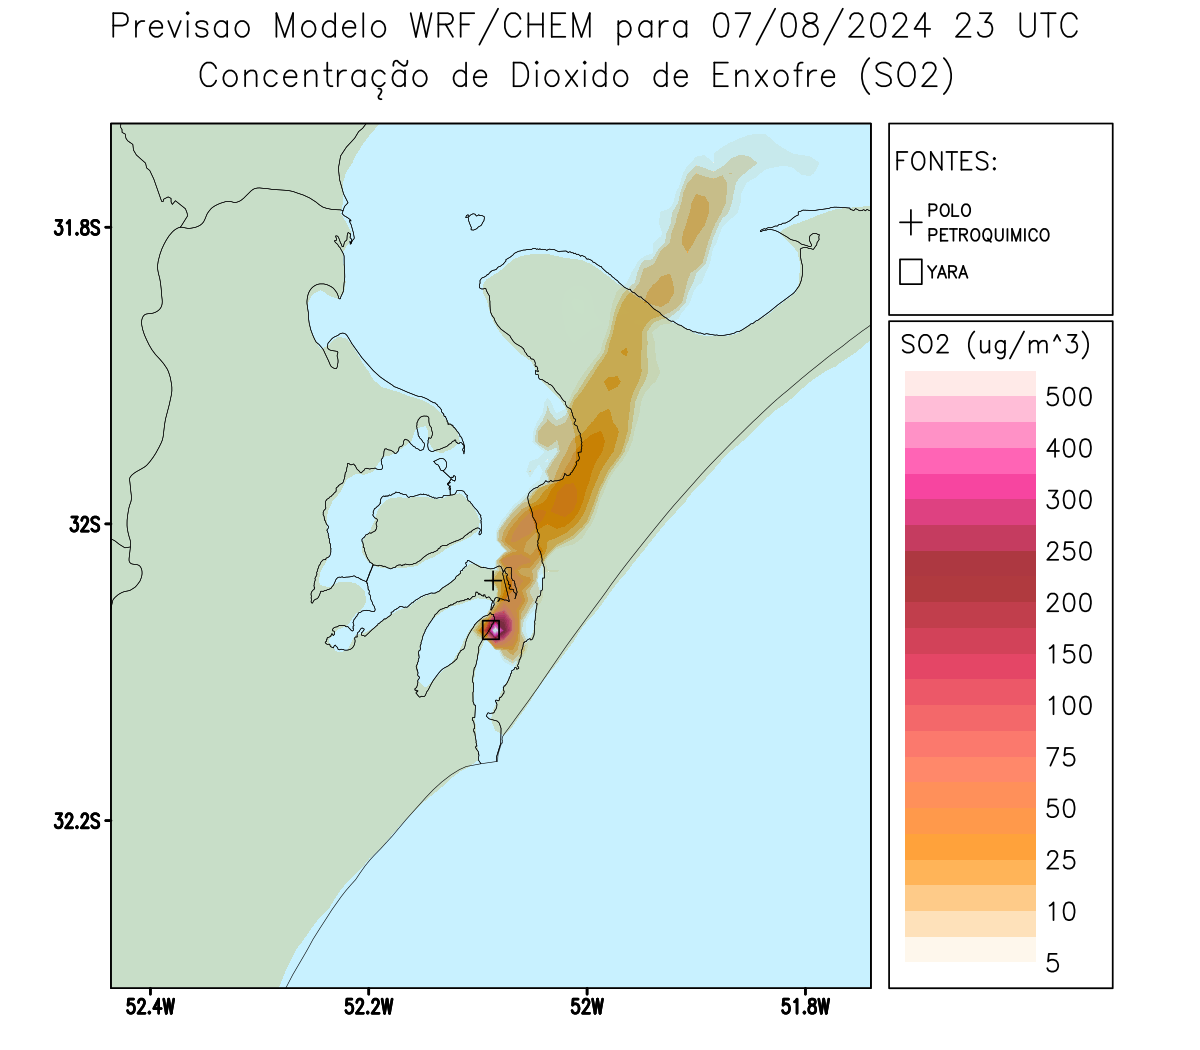 Previsao Modelo WRF/CHEM para 07/08/2024 23 UTC
Concentração de Dioxido de Enxofre (SO2)
FONTES:
POLO
PETROQUIMICO
YARA
SO2 (ug/m^3)
500
400
300
250
200
150
100
75
50
25
10
5
31.8S
32S
32.2S
52.4W
52.2W
52W
51.8W